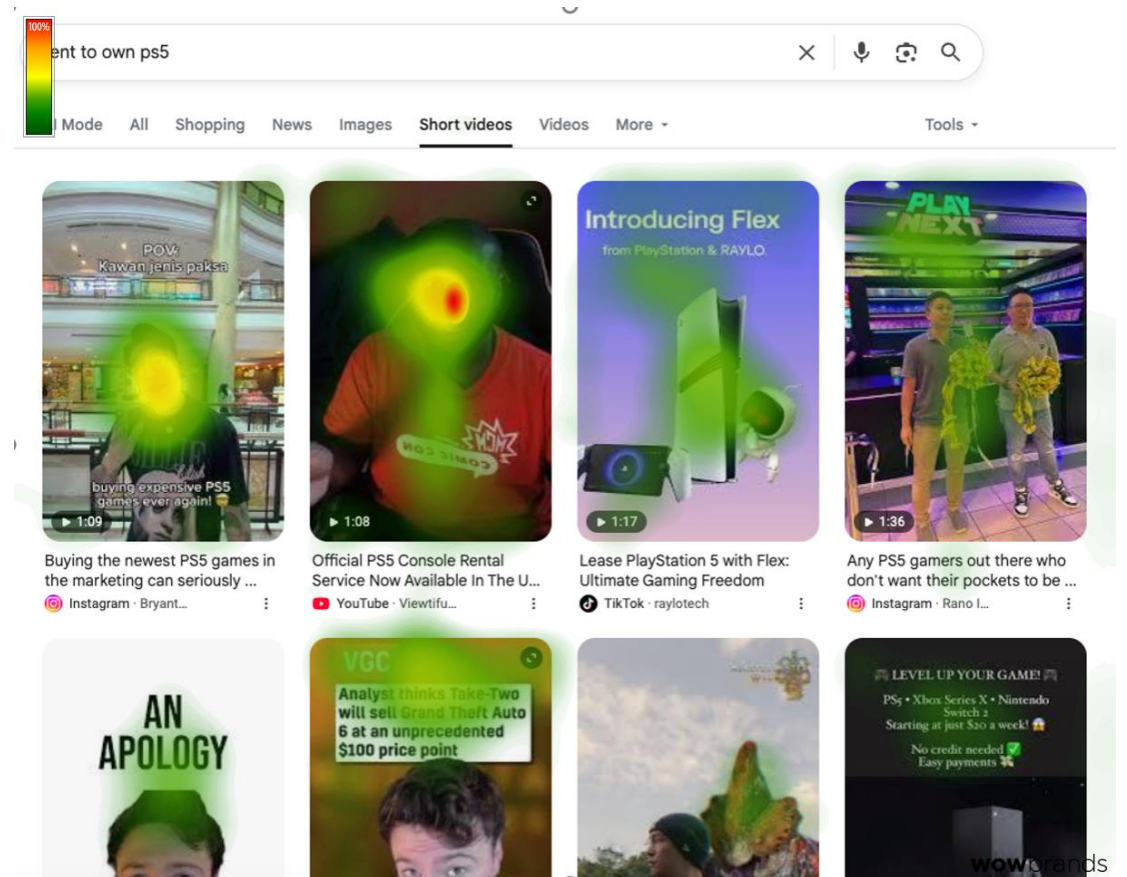 100%
ent to own ps5
Mode All Shopping News Images Short videos Videos More Tools
POV:
Kawan jenis paksa
buying expensive PS5
games ever again!
1:09
Buying the newest PS5 games in
the marketing can seriously ...
Instagram · Bryant...
WOW
COMIC CON
1:08
Official PS5 Console Rental
Service Now Available In The U...
YouTube · Viewtifu...
Introducing Flex
from PlayStation & RAYLO.
1:17
Lease PlayStation 5 with Flex:
Ultimate Gaming Freedom
TikTok · raylotech
PLAY
NEXT
1:36
Any PS5 gamers out there who
don't want their pockets to be ...
Instagram · Rano I...
AN
APOLOGY
VGC
Analyst thinks Take-Two
will sell Grand Theft Auto
6 at an unprecedented
$100 price point
🎮 LEVEL UP YOUR GAME! 🎮
PS5 • Xbox Series X • Nintendo
Switch 2
Starting at just $20 a week! 😱
No credit needed ✅
Easy payments 💸
wowbrands